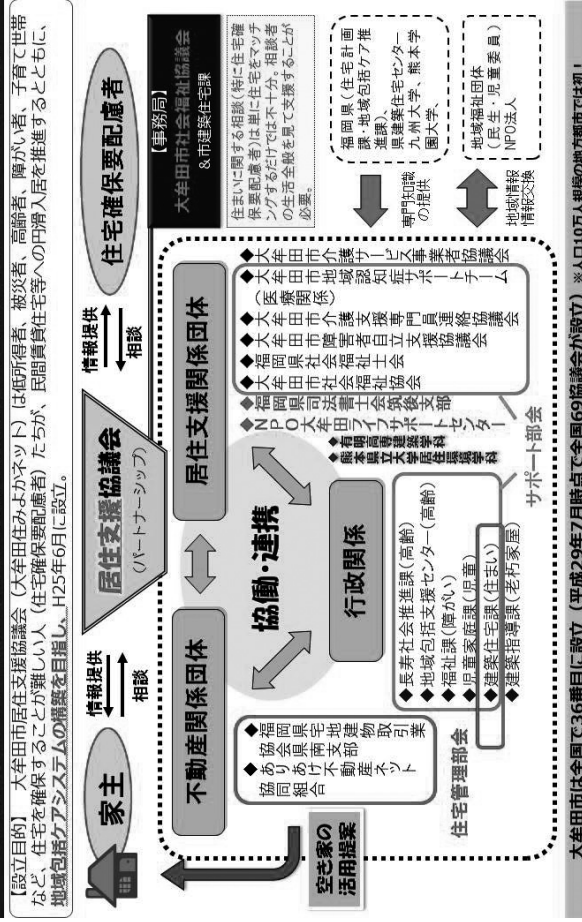 【設立目的】 大牟田市居住支援協議会(大牟田住みよかネット)は低所得者、被災者、高齢者、障がい者、子育て世帯
など、住宅を確保することが難しい人(住宅確保要配慮者)たちが、民間賃貸住宅等への円滑入居を推進するとともに、
地域包括ケアシステムの構築を目指し、H25年6月に設立。
家主
情報提供
相談
居住支援協議会
(パートナーシップ)
情報提供
相談
住宅確保要配慮者
【事務局】
大牟田市社会福祉協議会
&市建築住宅課
住まいに関する相談(特に住宅確
保要配慮者)は単に住宅をマッチ
ングするだけでは不十分。相談者
の生活全般を見て支援することが
必要。
不動産関係団体
居住支援関係団体
協働・連携
行政関係
◆福岡県宅地建物取引業
協会県南支部
◆ありあけ不動産ネット
協同組合
住宅管理部会
空き家の
活用提案
◆長寿社会推進課(高齢)
◆地域包括支援センター(高齢)
◆福祉課(障がい)
◆児童家庭課(児童)
◆建築住宅課(住まい)
◆建築指導課(老朽家屋)
◆大牟田市介護サービス事業者協議会
◆大牟田市地域認知症サポートチーム
(医療関係)
◆大牟田市介護支援専門員連絡協議会
◆大牟田市障害者自立支援協議会
◆福岡県社会福祉士会
◆大牟田市社会福祉協会
◆福岡県司法書士会筑後支部
◆NPO大牟田ライフサポートセンター
◆有明高専建築学科
◆熊本県立大学居住環境学科
サポート部会
専門知識
の提供
福岡県(住宅計画
課・地域包括ケア推
進課)、
県建築住宅センター
九州大学、熊本学
園大学、
地域情報
情報交換
地域福祉団体
(民生・児童委員)
NPO法人
大牟田市は全国で36番目に設立(平成29年7月時点で全国69協議会が設立) ※人口10万人規模の地方都市では初!